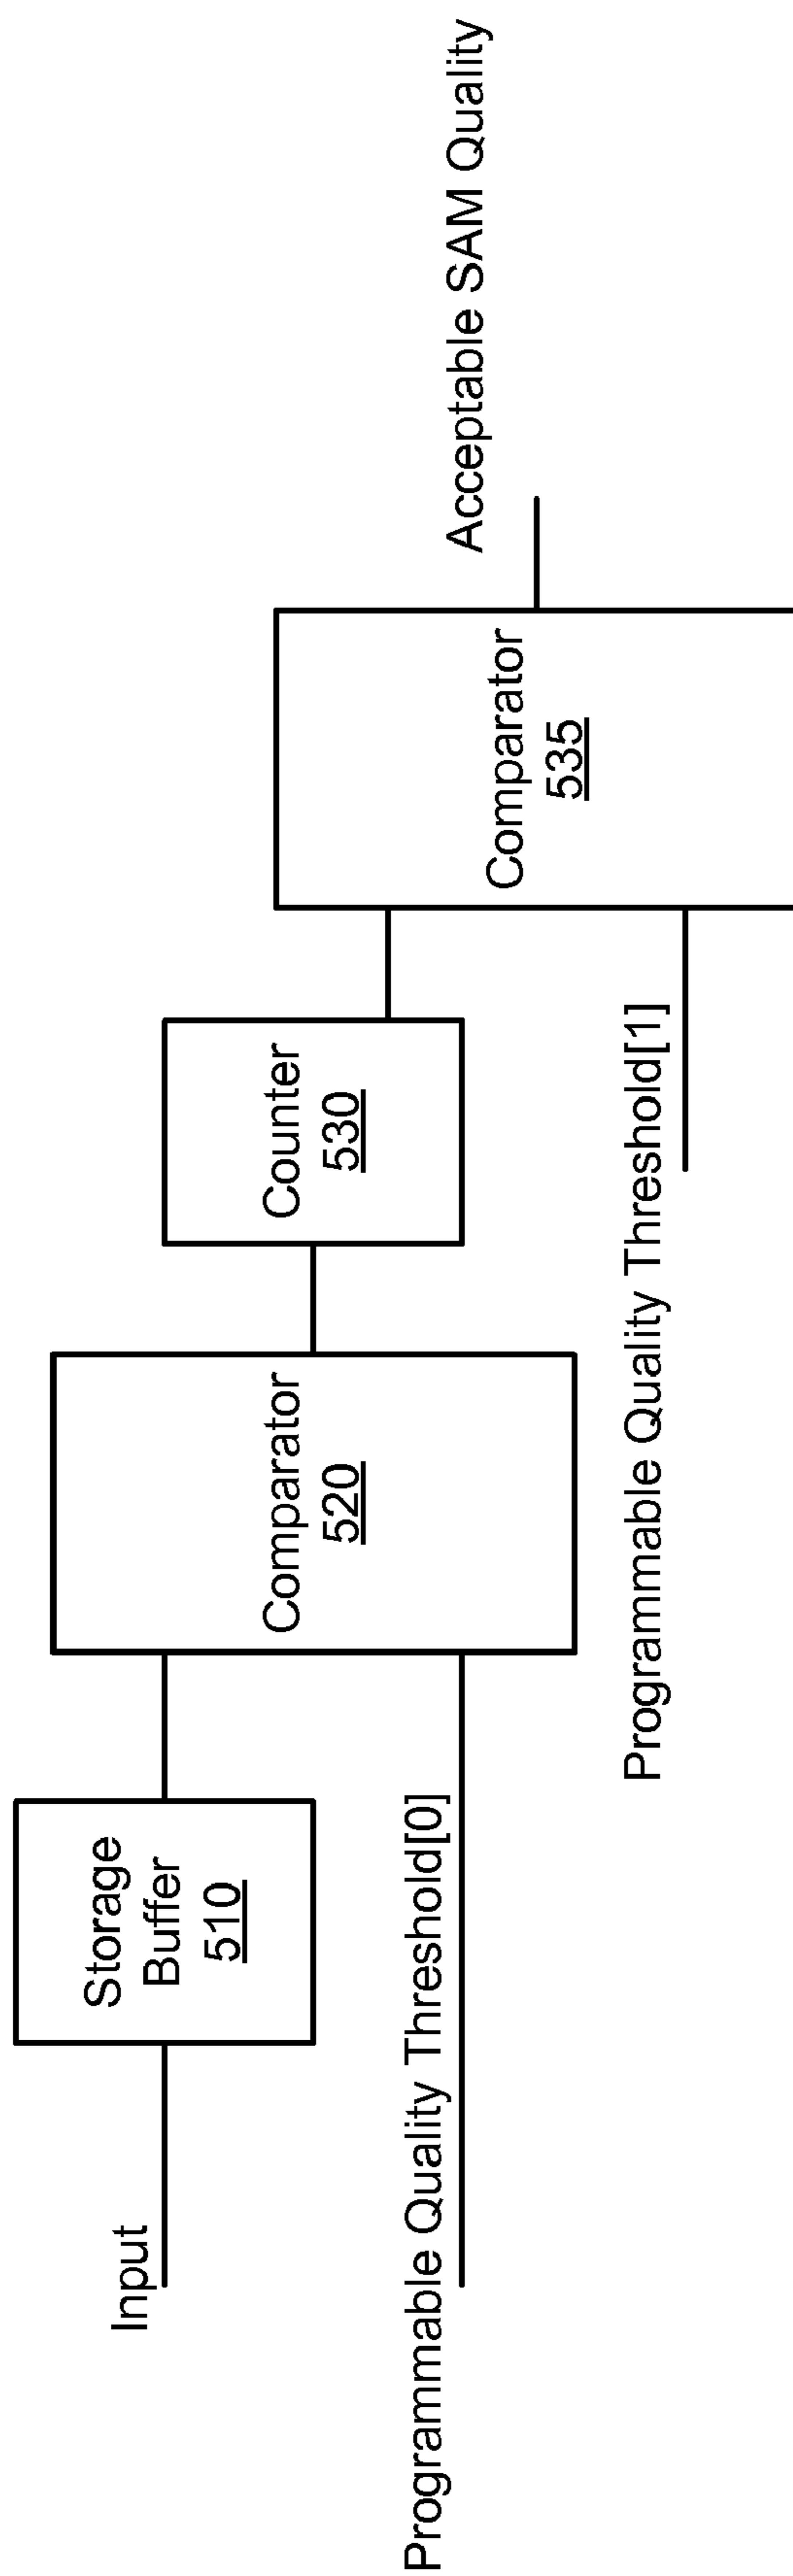 Input
Storage
Buffer
510
Programmable Quality Threshold[0]
Comparator
520
Counter
530
Programmable Quality Threshold[1]
Comparator
535
Acceptable SAM Quality